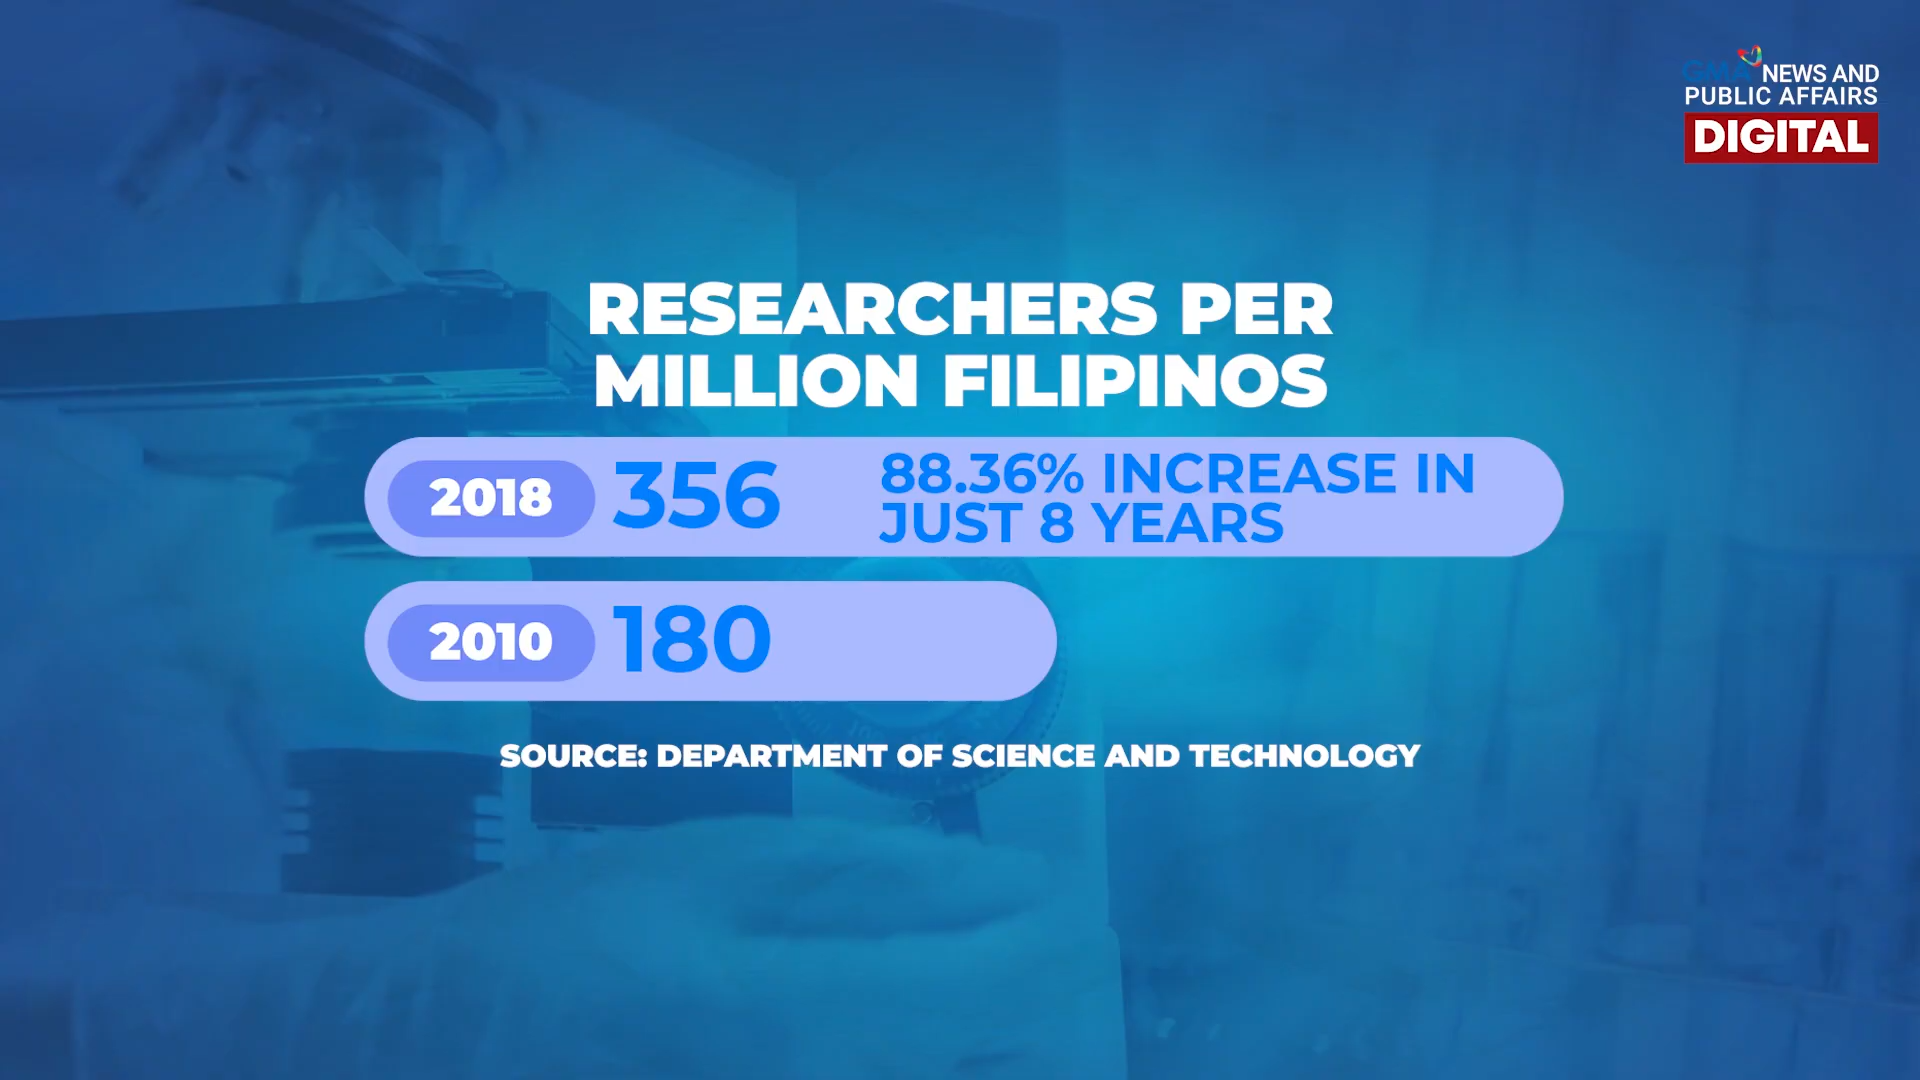 GMA NEWS AND
PUBLIC AFFAIRS
DIGITAL
RESEARCHERS PER
MILLION FILIPINOS
2018 356 88.36% INCREASE IN
JUST 8 YEARS
2010 180
SOURCE: DEPARTMENT OF SCIENCE AND TECHNOLOGY